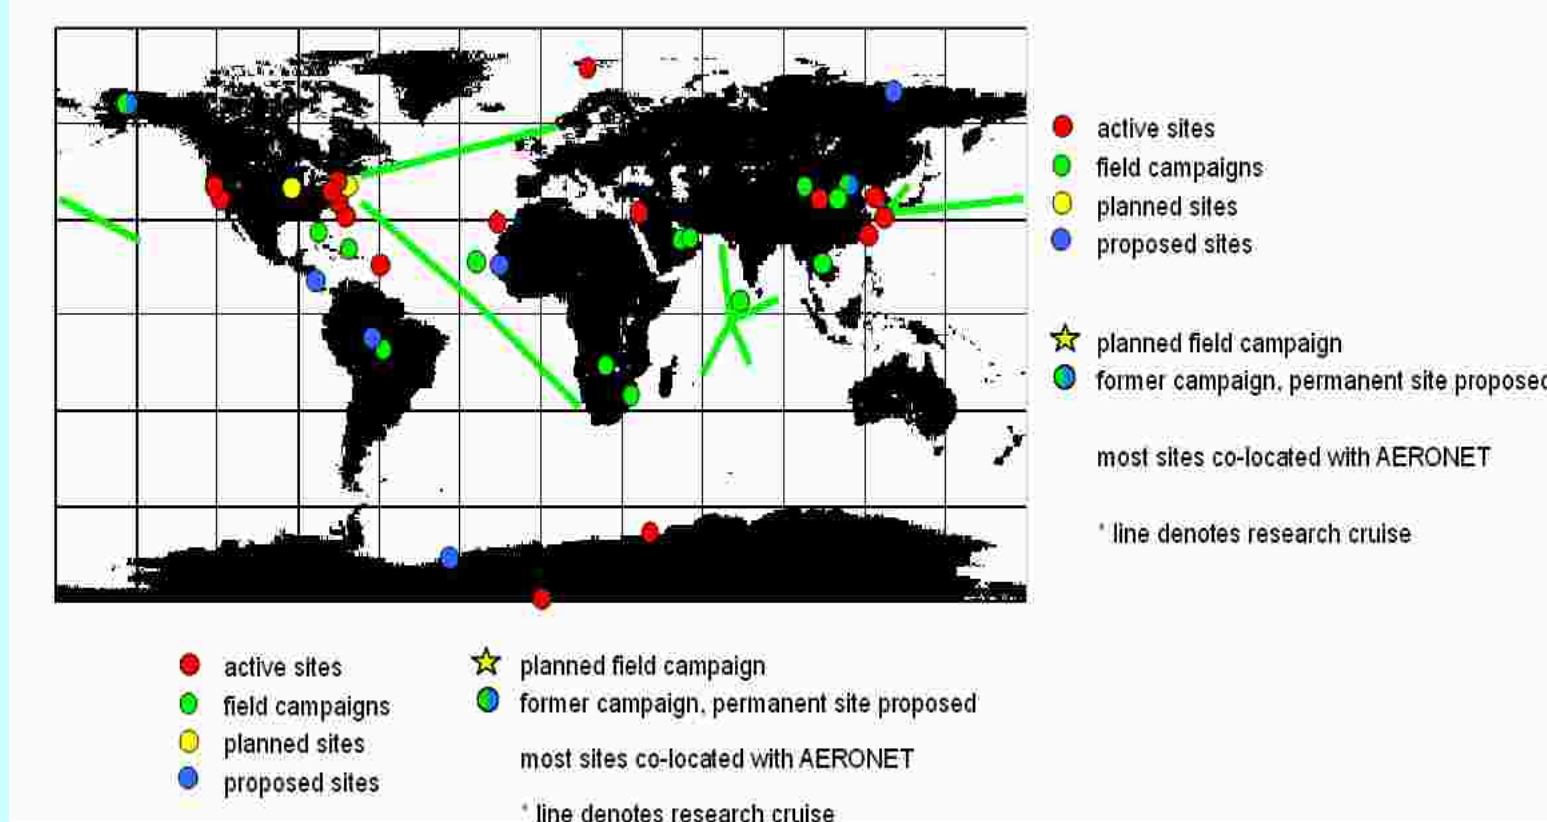 active sites
field campaigns
planned sites
proposed sites
planned field campaign
former campaign, permanent site proposed
most sites co-located with AERONET
* line denotes research cruise
active sites
field campaigns
planned sites
proposed sites
planned field campaign
former campaign, permanent site proposed
most sites co-located with AERONET
* line denotes research cruise